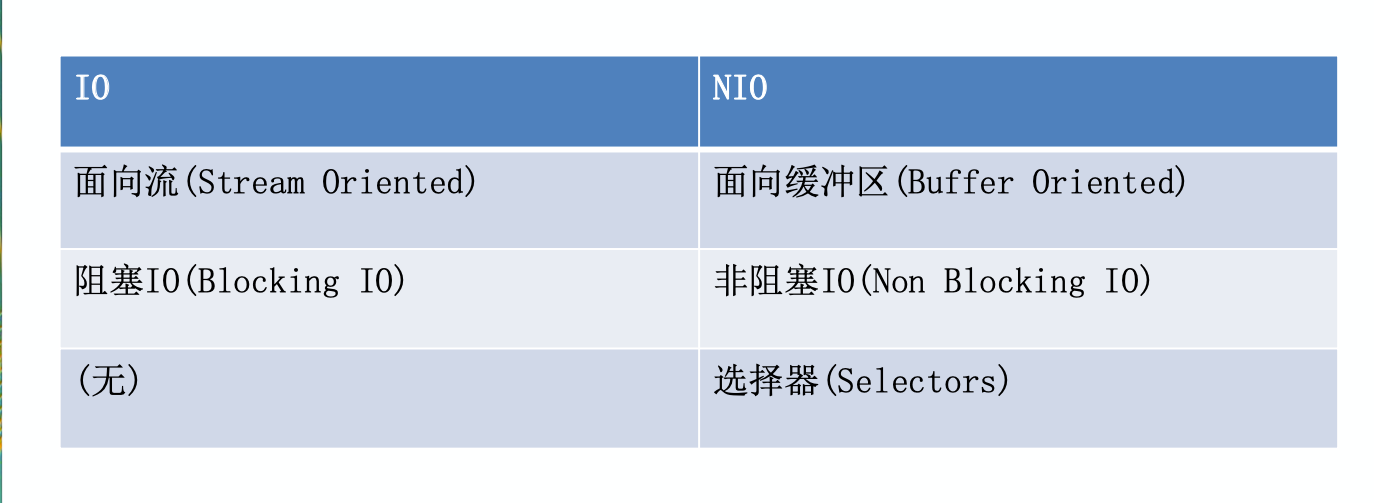 IO
NIO
面向流(Stream Oriented)
面向缓冲区(Buffer Oriented)
阻塞IO(Blocking IO)
非阻塞IO(Non Blocking IO)
(无)
选择器(Selectors)